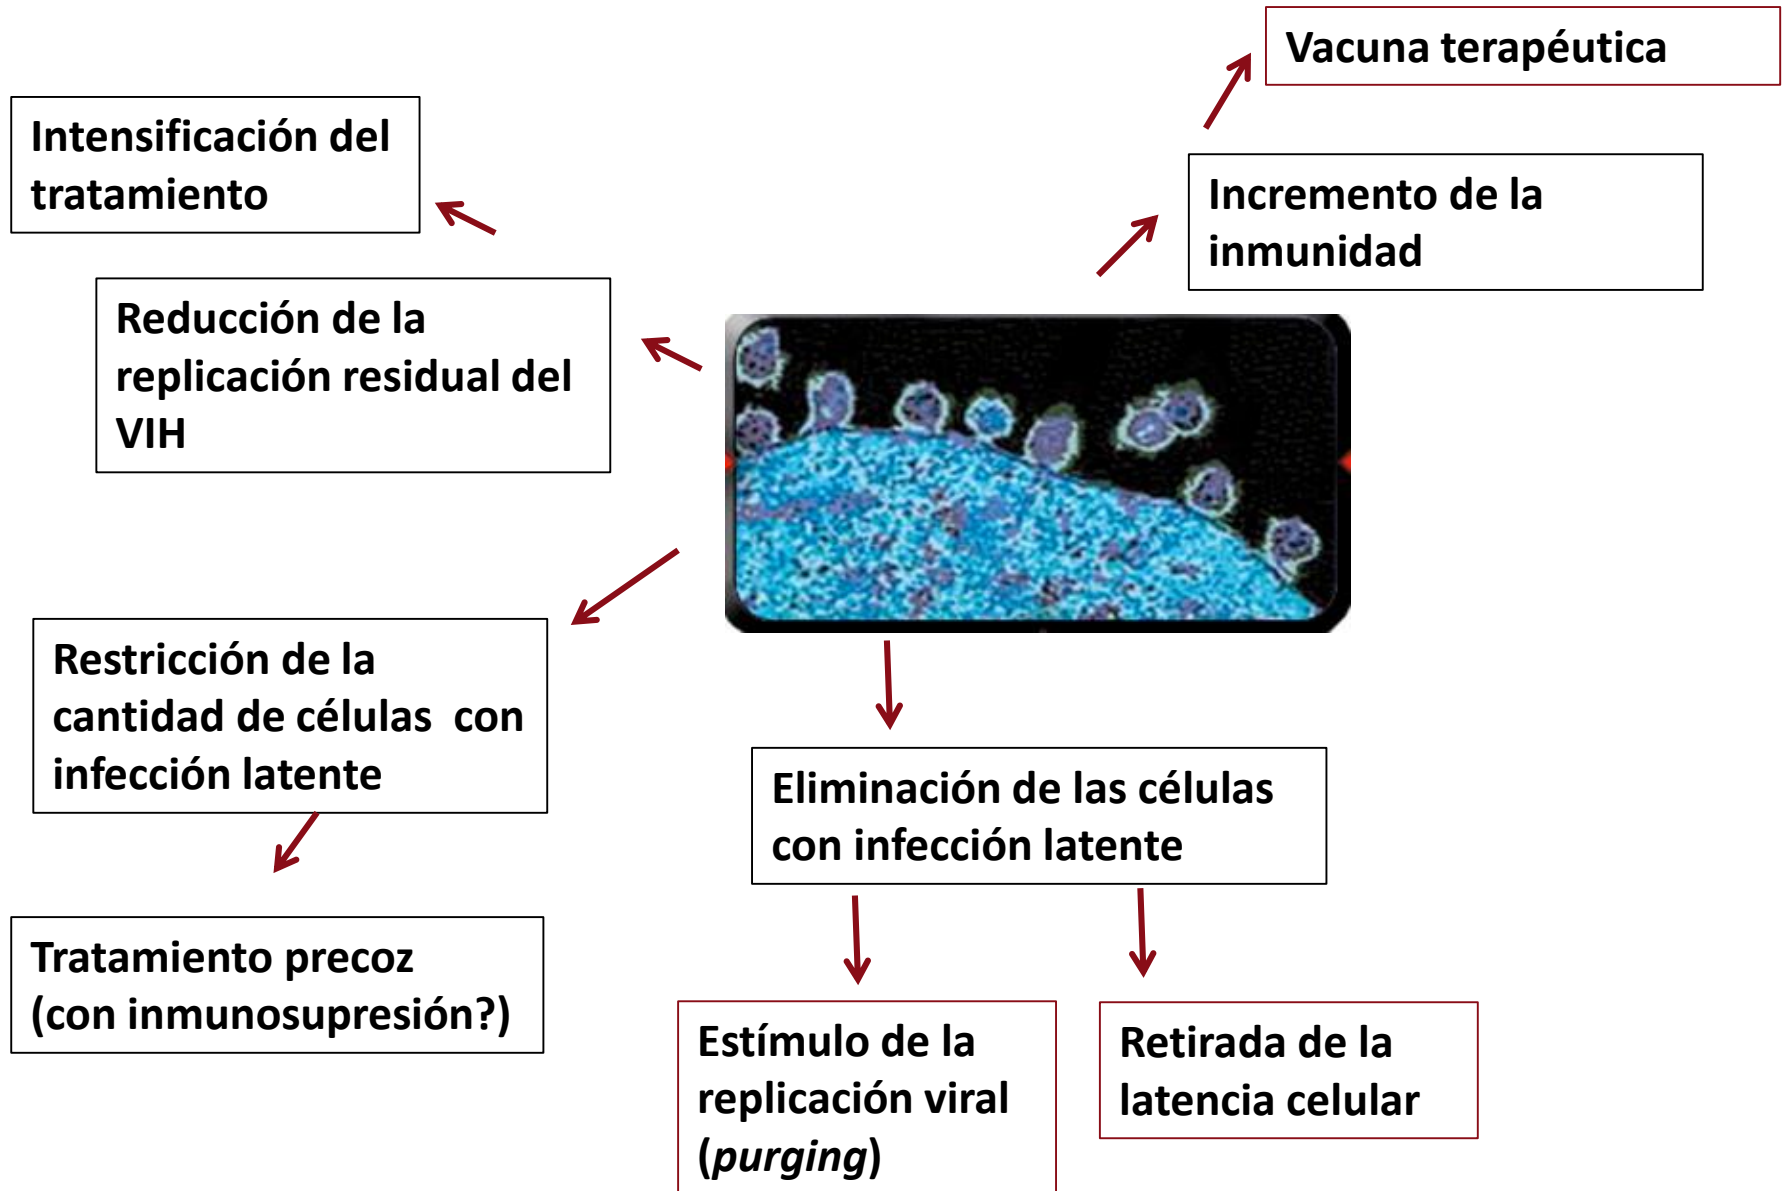 Vacuna terapéutica
Intensificación del
tratamiento
Incremento de la
inmunidad
Reducción de la
replicación residual del
VIH
Restricción de la
cantidad de células  con
infección latente
Eliminación de las células
con infección latente
Tratamiento precoz
(con inmunosupresión?)
Estímulo de la
replicación viral
(purging)
Retirada de la
latencia celular